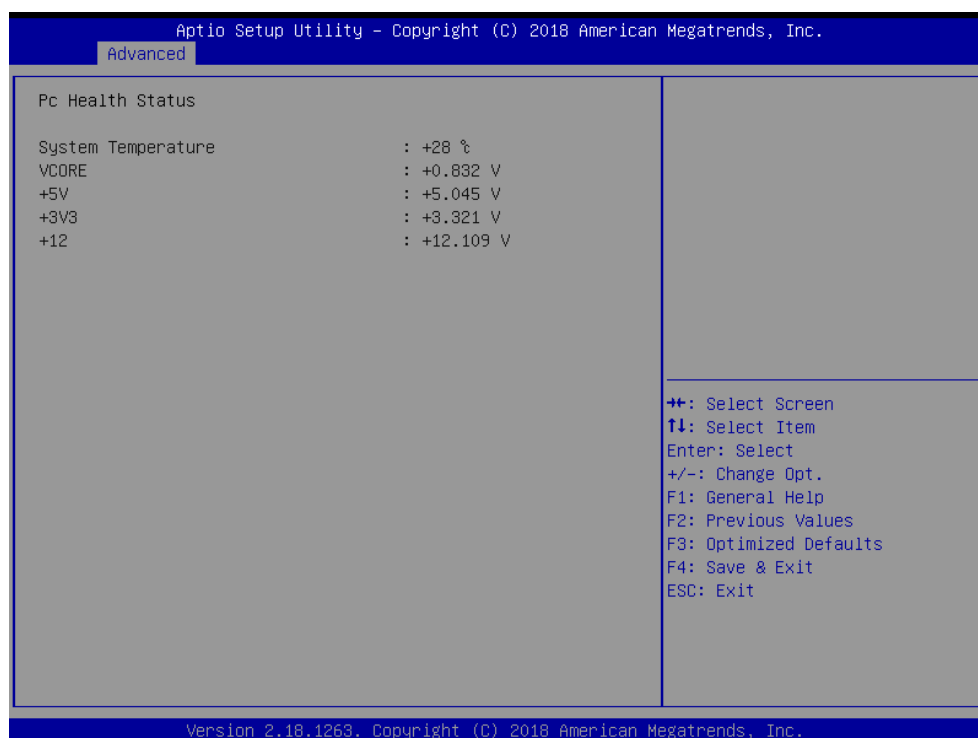 Aptio Setup Utility – Copyright (C) 2018 American Megatrends, Inc.
Advanced
Pc Health Status
System Temperature : +28 ℃
VCORE : +0.832 V
+5V : +5.045 V
+3V3 : +3.321 V
+12 : +12.109 V
→←: Select Screen
↑↓: Select Item
Enter: Select
+/-: Change Opt.
F1: General Help
F2: Previous Values
F3: Optimized Defaults
F4: Save & Exit
ESC: Exit
Version 2.18.1263. Copyright (C) 2018 American Megatrends, Inc.